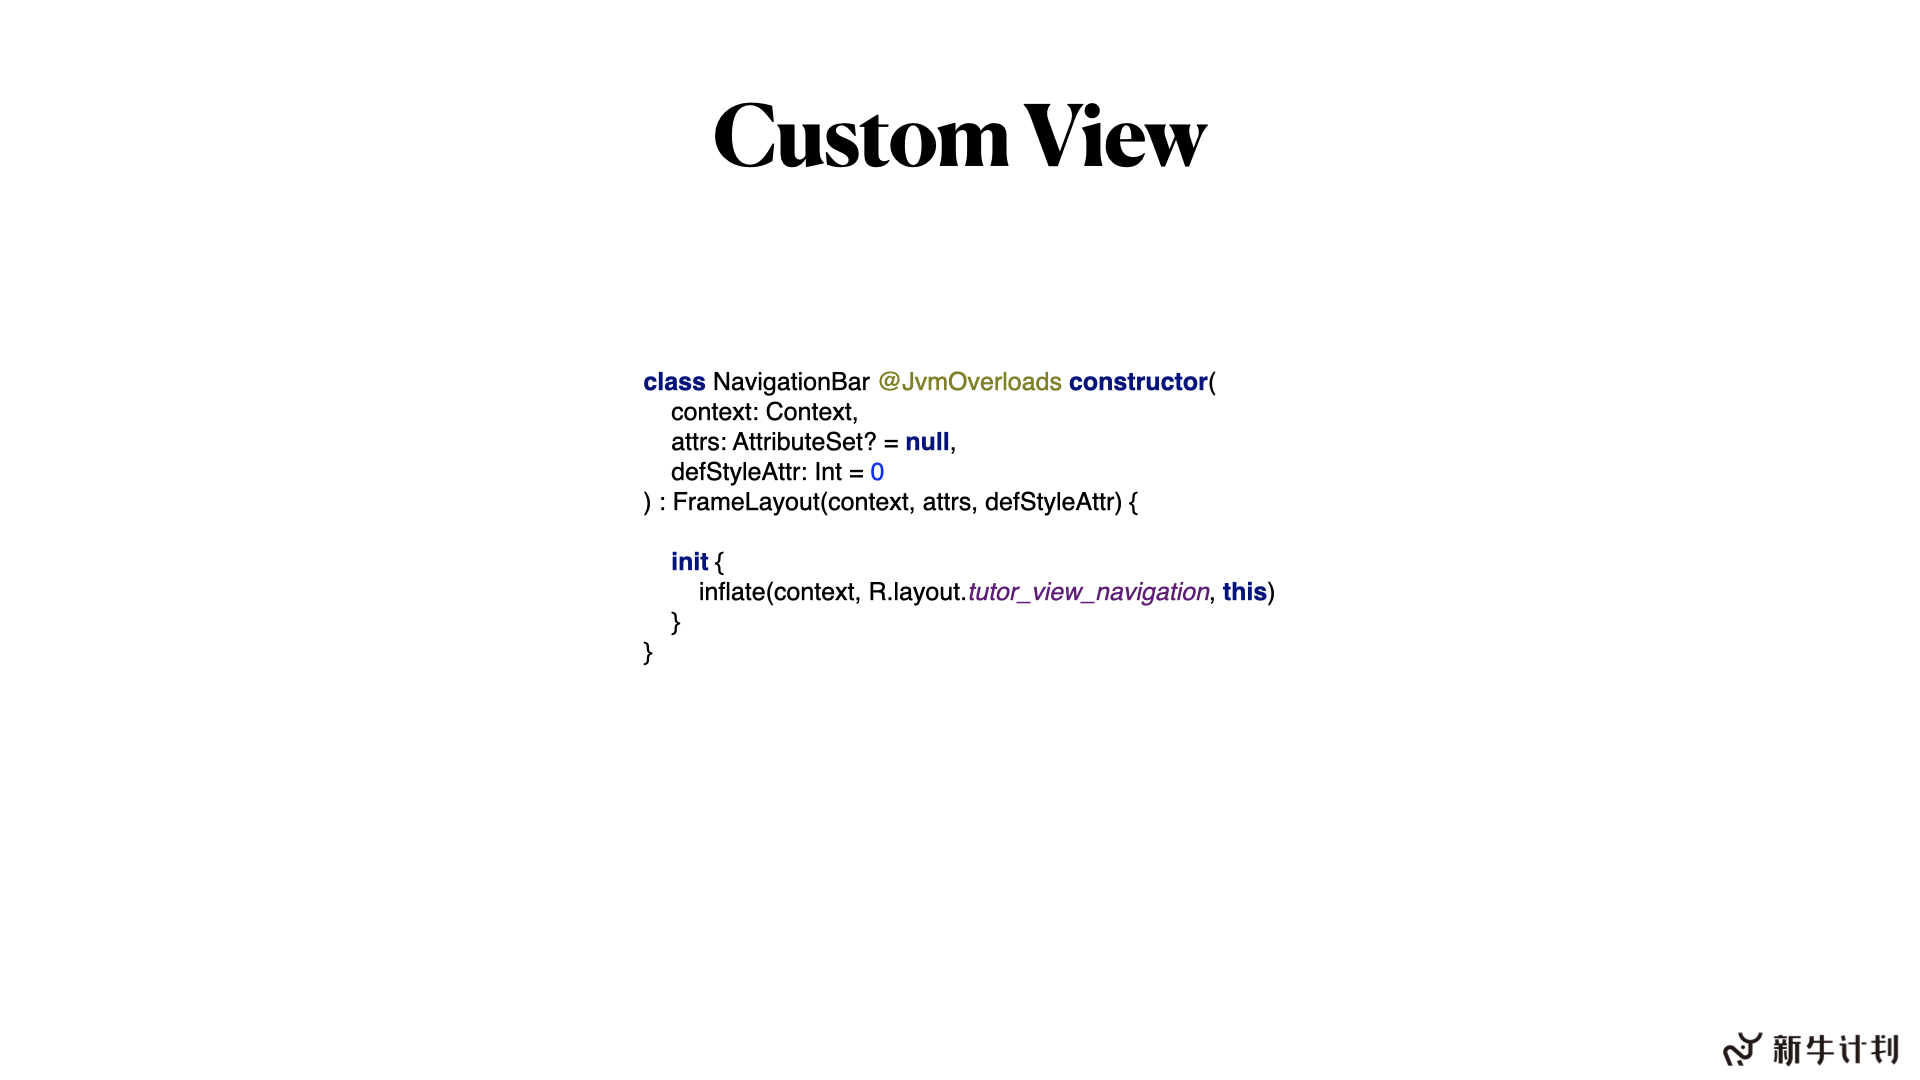 Custom View
class NavigationBar @JvmOverloads constructor(
    context: Context,
    attrs: AttributeSet? = null,
    defStyleAttr: Int = 0
) : FrameLayout(context, attrs, defStyleAttr) {
    init {
        inflate(context, R.layout.tutor_view_navigation, this)
    }
}
新牛计划